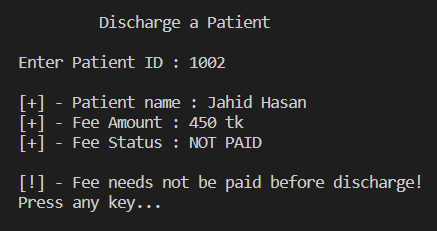 Discharge a Patient
Enter Patient ID : 1002
[+] - Patient name : Jahid Hasan
[+] - Fee Amount : 450 tk
[+] - Fee Status : NOT PAID
[!] - Fee needs not be paid before discharge!
Press any key...